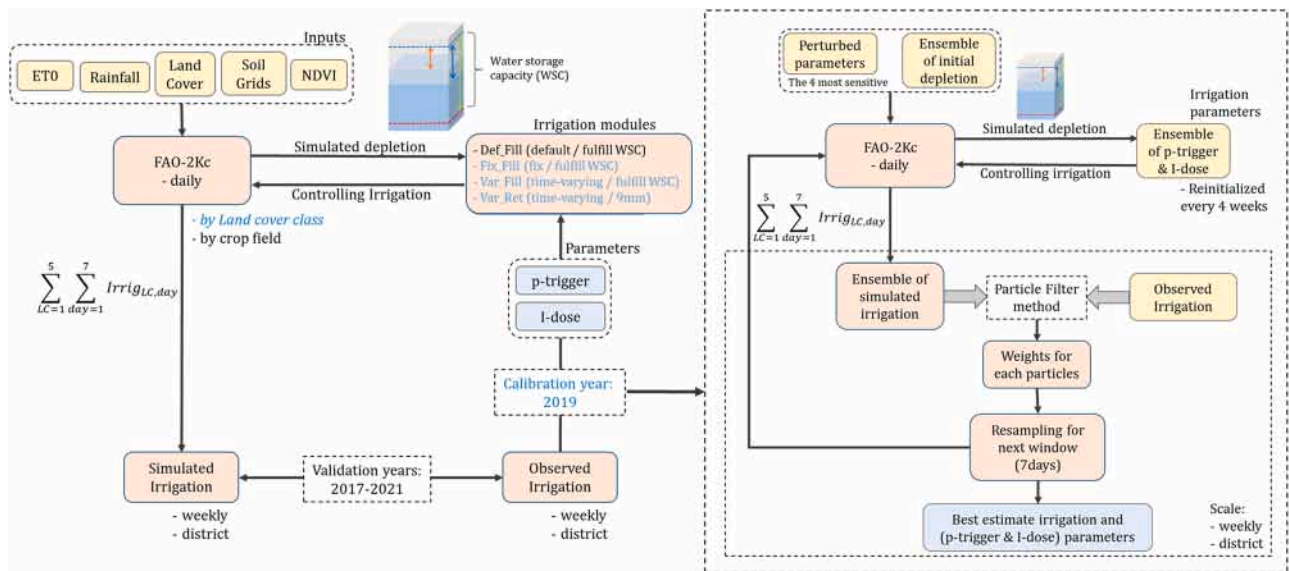 Inputs
ET0
Rainfall
Land
Cover
Soil
Grids
NDVI
Water storage
capacity (WSC)
FAO-2Kc
- daily
Simulated depletion
Controlling Irrigation
Irrigation modules
- Def_Fill (default / fulfill WSC)
- Fix_Fill (fix / fulfill WSC)
- Var_Fill (time-varying / fulfill WSC)
- Var_Ret (time-varying / 9mm)
- by Land cover class
- by crop field
Parameters
p-trigger
I-dose
5 7
∑ ∑ Irrig_{LC,day}
LC=1 day=1
Calibration year:
2019
Simulated
Irrigation
Validation years:
2017-2021
Observed
Irrigation
- weekly
- district
- weekly
- district
Perturbed
parameters
The 4 most sensitive
Ensemble
of initial
depletion
FAO-2Kc
- daily
Simulated depletion
Controlling irrigation
Irrigation
parameters
Ensemble
of p-trigger
& I-dose
- Reinitialized
every 4 weeks
5 7
∑ ∑ Irrig_{LC,day}
LC=1 day=1
Ensemble of
simulated
irrigation
Particle Filter
method
Observed
Irrigation
Weights for
each particles
Resampling for
next window
(7days)
Best estimate irrigation and
(p-trigger & I-dose) parameters
Scale:
- weekly
- district